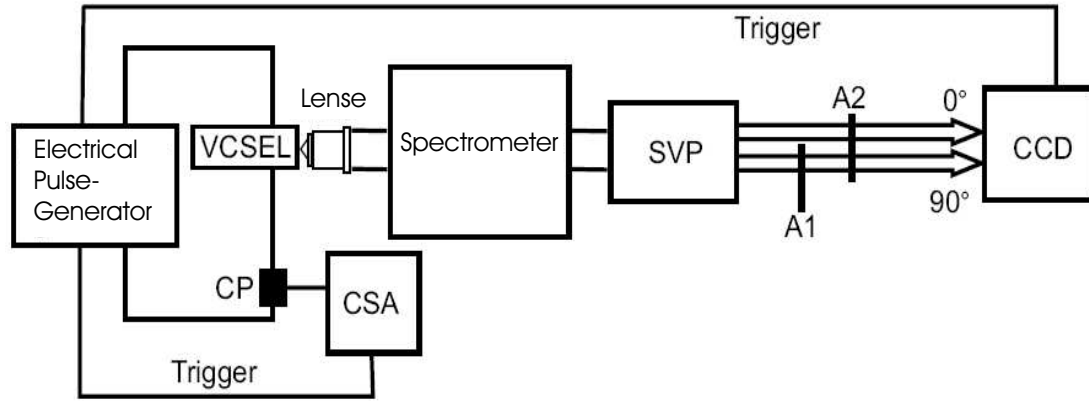 Trigger
Lense
A2
0°
Electrical
Pulse-
Generator
VCSEL
Spectrometer
SVP
CCD
90°
A1
CP
CSA
Trigger